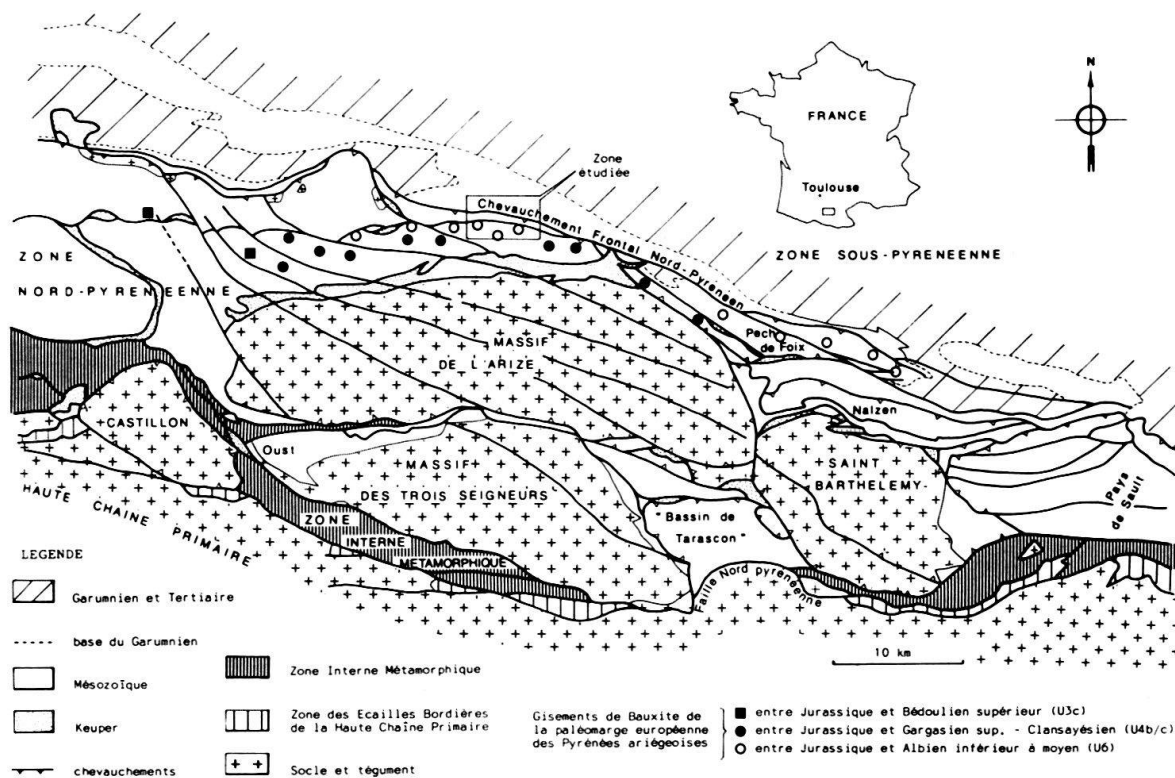 FRANCE
Toulouse
N
Zone
étudiée
Chevauchement Frontal Nord-Pyrénéen
ZONE SOUS-PYRENEENNE
ZONE
NORD-PYRENEENNE
MASSIF
DE L'ARIZE
Pech
de Foix
Nalzen
CASTILLON
Oust
MASSIF
DES TROIS SEIGNEURS
SAINT
BARTHELEMY
Pays
de Sault
HAUTE CHAÎNE PRIMAIRE
ZONE
INTERNE
METAMORPHIQUE
"Bassin de
Tarascon"
Faille Nord pyrénéenne
10 km
LEGENDE
Garumnien et Tertiaire
base du Garumnien
Mésozoïque
Keuper
chevauchements
Zone Interne Métamorphique
Zone des Ecailles Bordières
de la Haute Chaîne Primaire
Socle et tégument
Gisements de Bauxite de
la paléomarge européenne
des Pyrénées ariégeoises
entre Jurassique et Bédoulien supérieur (U3c)
entre Jurassique et Gargasien sup. - Clansayésien (U4b/c)
entre Jurassique et Albien inférieur à moyen (U6)